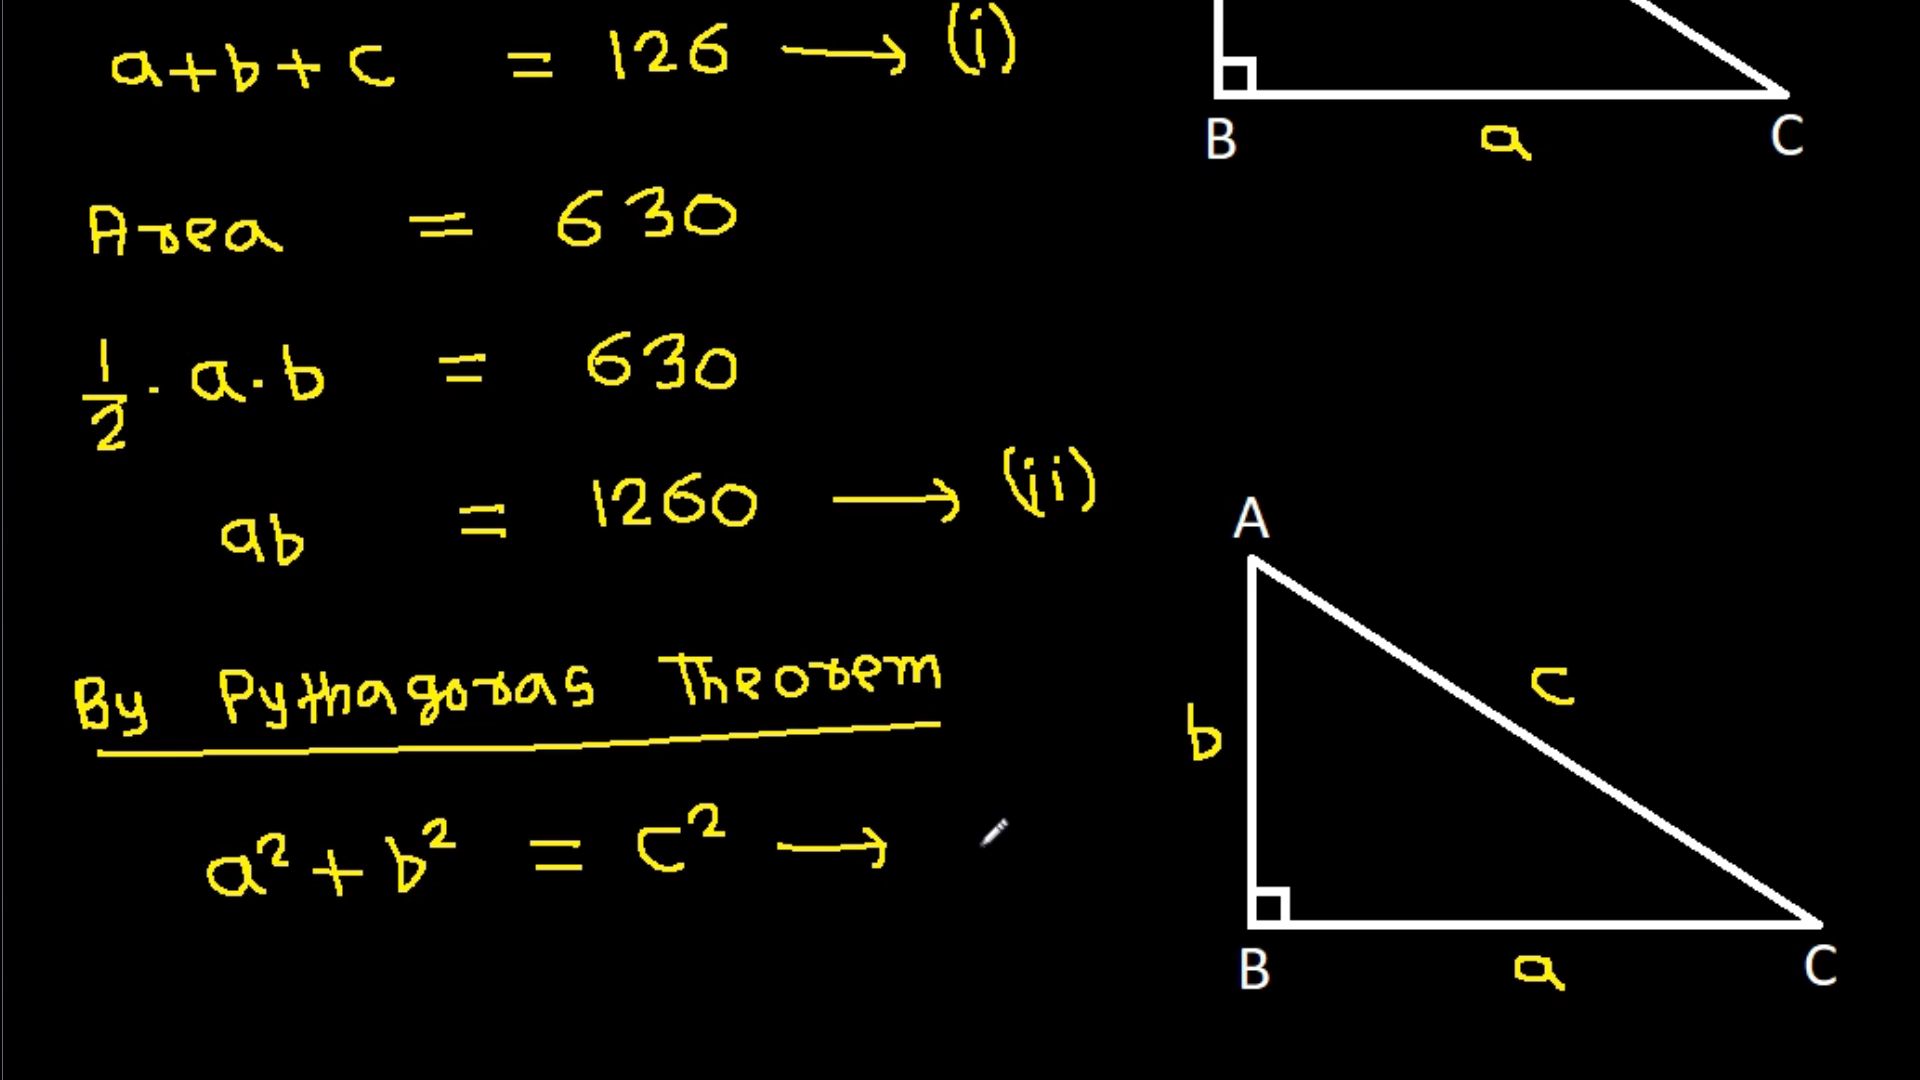 a+b+c = 126 ⟶ (i)
B a C
Area = 630
1/2 · a · b = 630
ab = 1260 ⟶ (ii)
A
By Pythagoras Theorem
c
b
a² + b² = c² ⟶
B a C